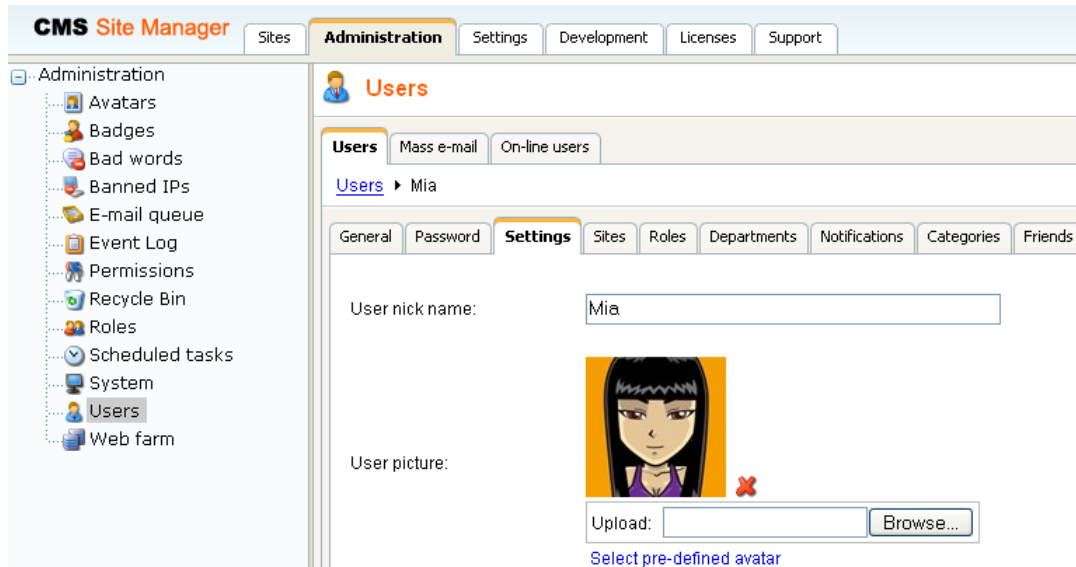 CMS Site Manager
Sites Administration Settings Development Licenses Support
Administration
Avatars
Badges
Bad words
Banned IPs
E-mail queue
Event Log
Permissions
Recycle Bin
Roles
Scheduled tasks
System
Users
Web farm
Users
Users Mass e-mail On-line users
Users Mia
General Password Settings Sites Roles Departments Notifications Categories Friends
User nick name: Mia
User picture:
Upload: Browse...
Select pre-defined avatar